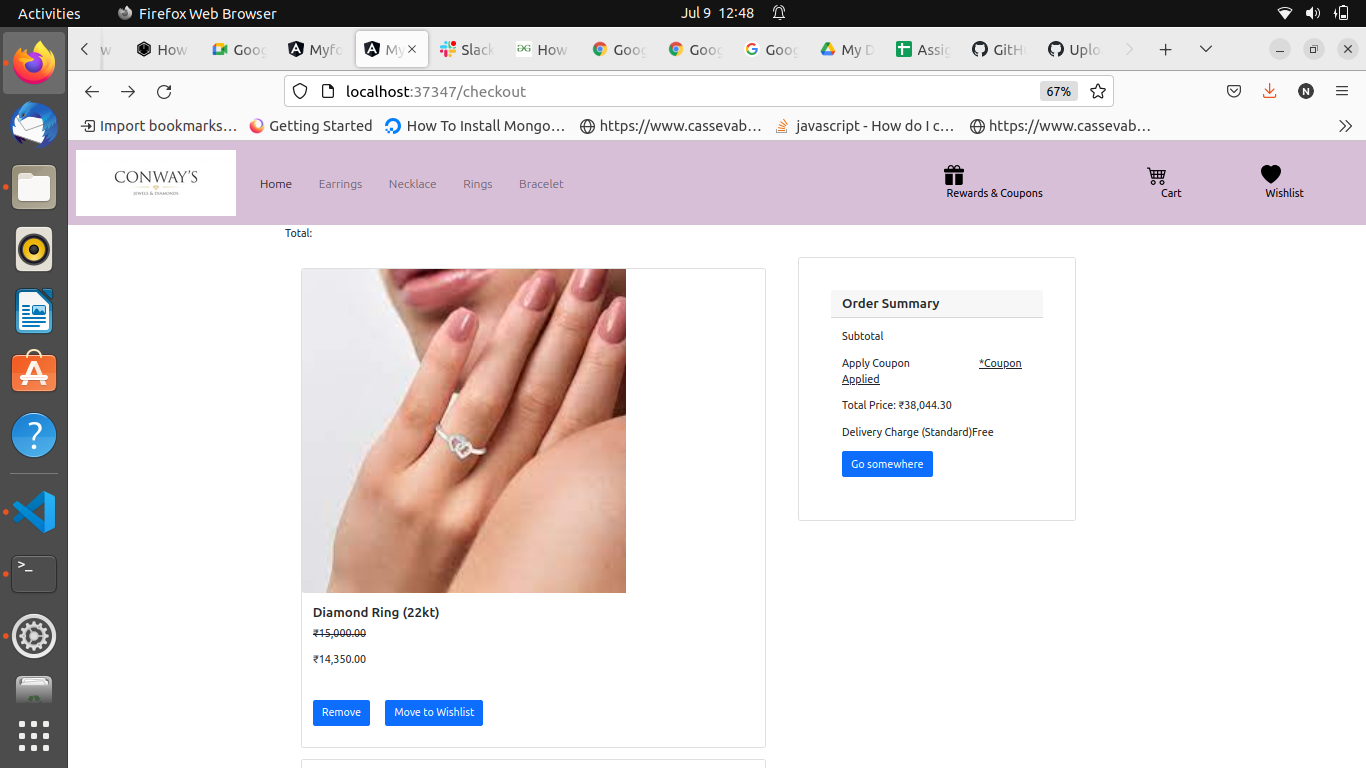 Activities Firefox Web Browser Jul 9 12:48
How Goog Myfo My Slack How Goog Goog Goog My D Assig GitH Uplo
localhost:37347/checkout 67% N
Import bookmarks… Getting Started How To Install Mongo… https://www.cassevab… javascript - How do I c… https://www.cassevab…
CONWAY'S
JEWELS & DIAMONDS
Home Earrings Necklace Rings Bracelet Rewards & Coupons Cart Wishlist
Total:
Order Summary
Subtotal
Apply Coupon *Coupon
Applied
Total Price: ₹38,044.30
Delivery Charge (Standard)Free
Go somewhere
Diamond Ring (22kt)
₹15,000.00
₹14,350.00
Remove Move to Wishlist